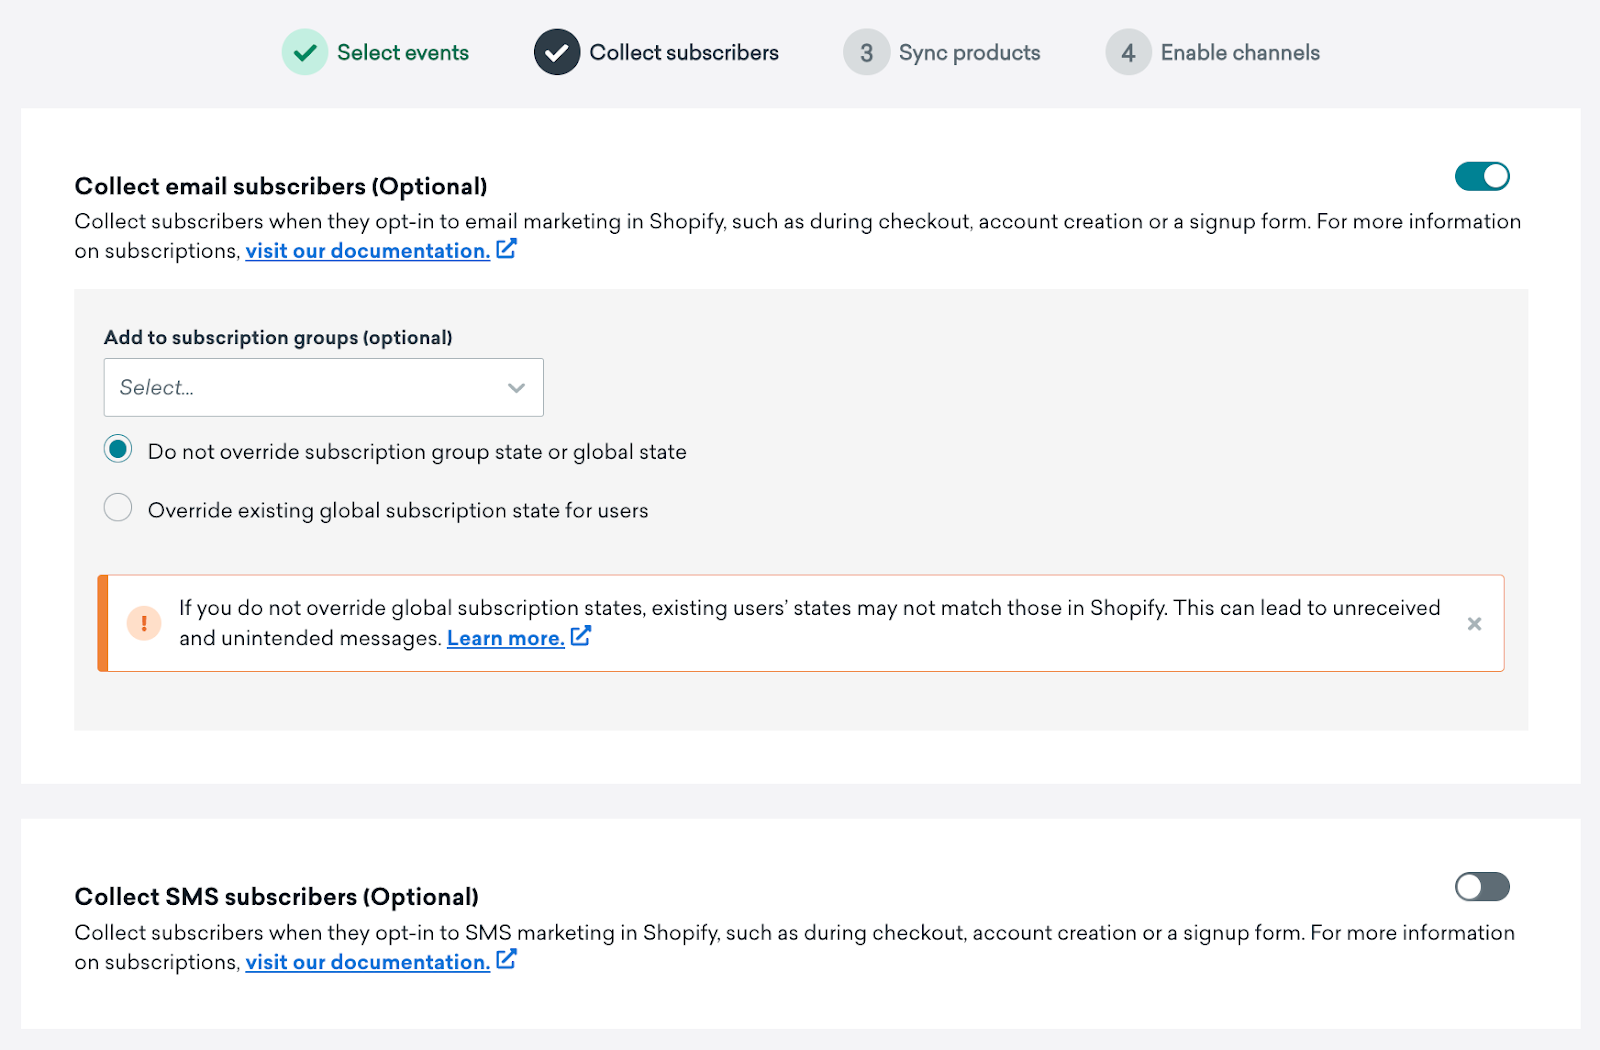 Select events
Collect subscribers
3 Sync products
4 Enable channels
Collect email subscribers (Optional)
Collect subscribers when they opt-in to email marketing in Shopify, such as during checkout, account creation or a signup form. For more information
on subscriptions, visit our documentation.
Add to subscription groups (optional)
Select...
Do not override subscription group state or global state
Override existing global subscription state for users
! If you do not override global subscription states, existing users’ states may not match those in Shopify. This can lead to unreceived
and unintended messages. Learn more.
Collect SMS subscribers (Optional)
Collect subscribers when they opt-in to SMS marketing in Shopify, such as during checkout, account creation or a signup form. For more information
on subscriptions, visit our documentation.